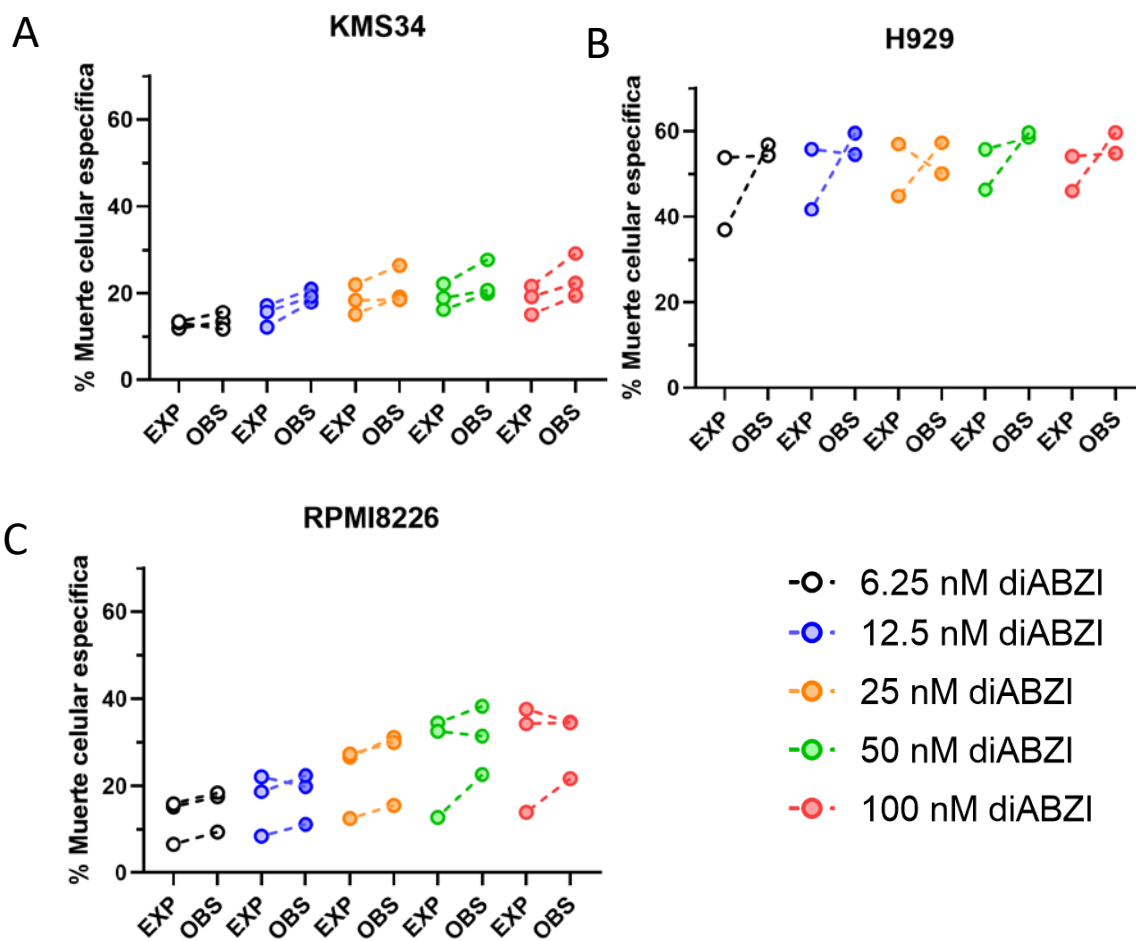 A
KMS34
% Muerte celular específica
60
40
20
0
EXP OBS EXP OBS EXP OBS EXP OBS EXP OBS
B
H929
% Muerte celular específica
60
40
20
0
EXP OBS EXP OBS EXP OBS EXP OBS EXP OBS
C
RPMI8226
% Muerte celular específica
60
40
20
0
EXP OBS EXP OBS EXP OBS EXP OBS EXP OBS
6.25 nM diABZI
12.5 nM diABZI
25 nM diABZI
50 nM diABZI
100 nM diABZI